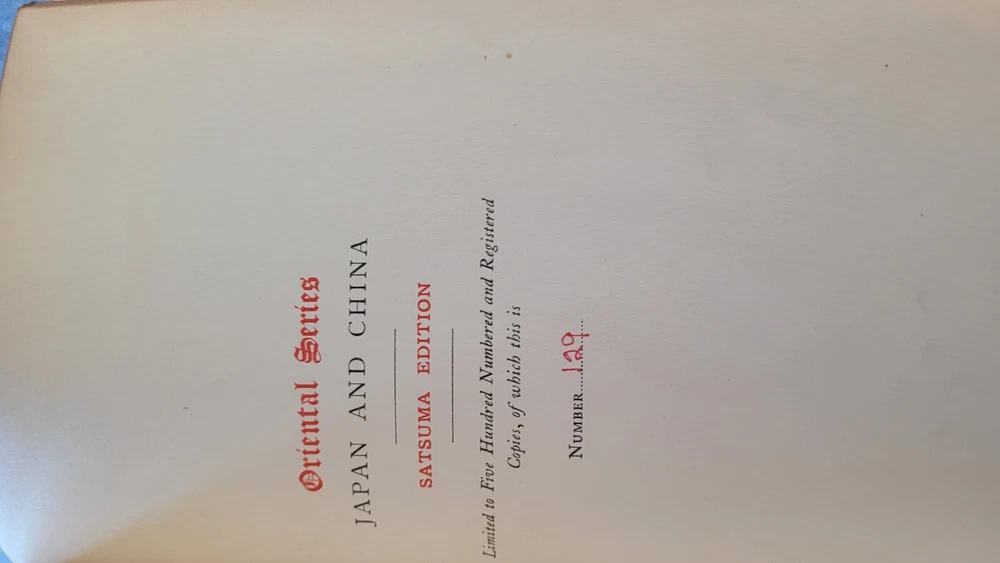 Oriental Series
JAPAN AND CHINA
SATSUMA EDITION
Limited to Five Hundred Numbered and Registered
Copies, of which this is
NUMBER......129......